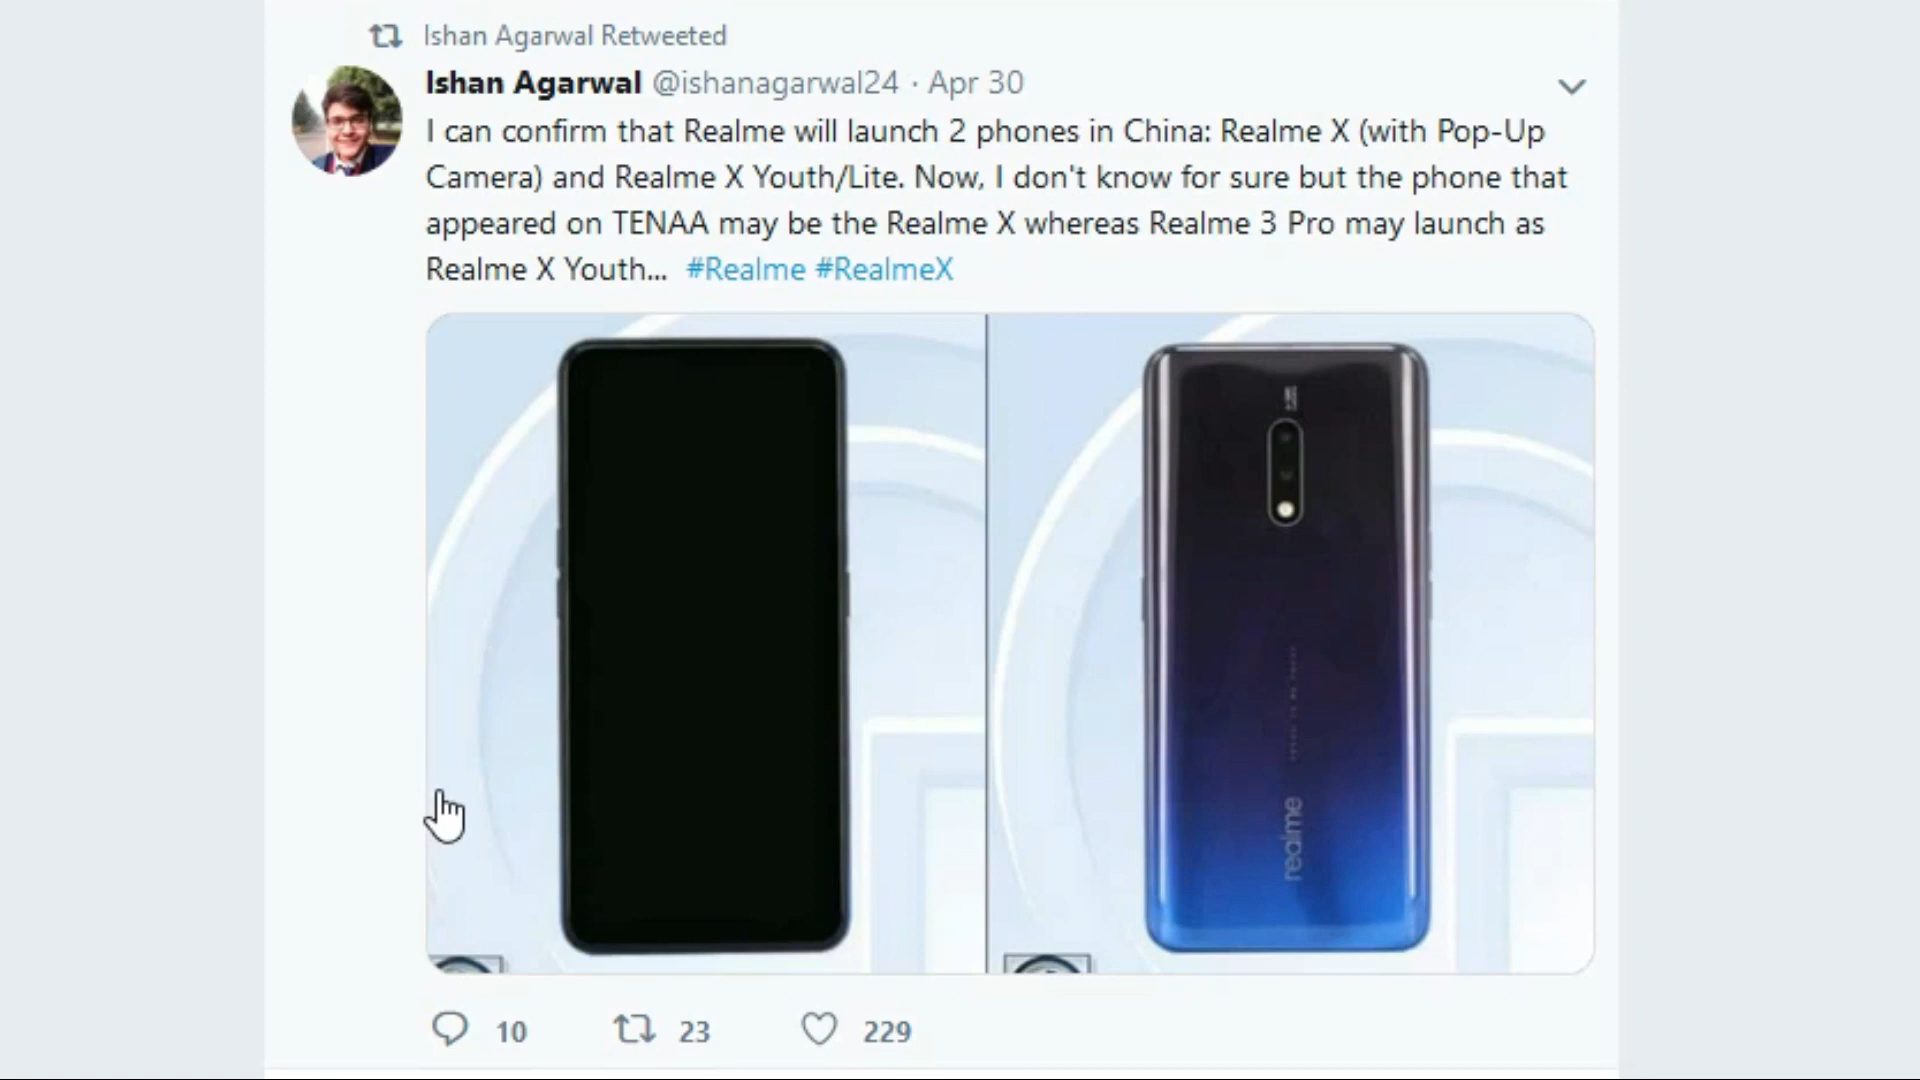 Ishan Agarwal Retweeted
Ishan Agarwal @ishanagarwal24 · Apr 30
I can confirm that Realme will launch 2 phones in China: Realme X (with Pop-Up
Camera) and Realme X Youth/Lite. Now, I don't know for sure but the phone that
appeared on TENAA may be the Realme X whereas Realme 3 Pro may launch as
Realme X Youth... #Realme #RealmeX
realme
10 23 229